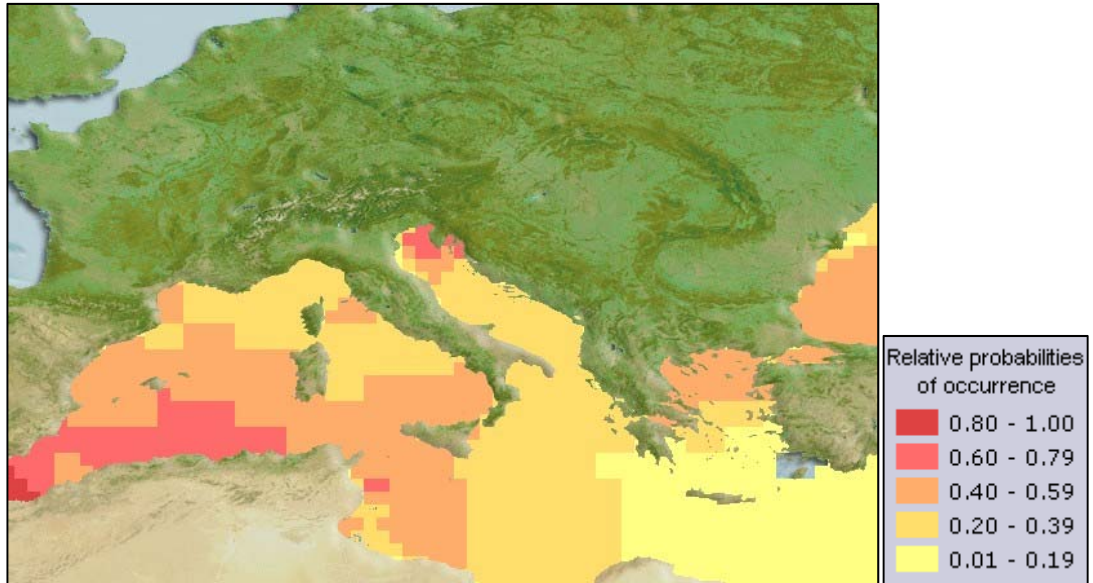 Relative probabilities
of occurrence
0.80 - 1.00
0.60 - 0.79
0.40 - 0.59
0.20 - 0.39
0.01 - 0.19